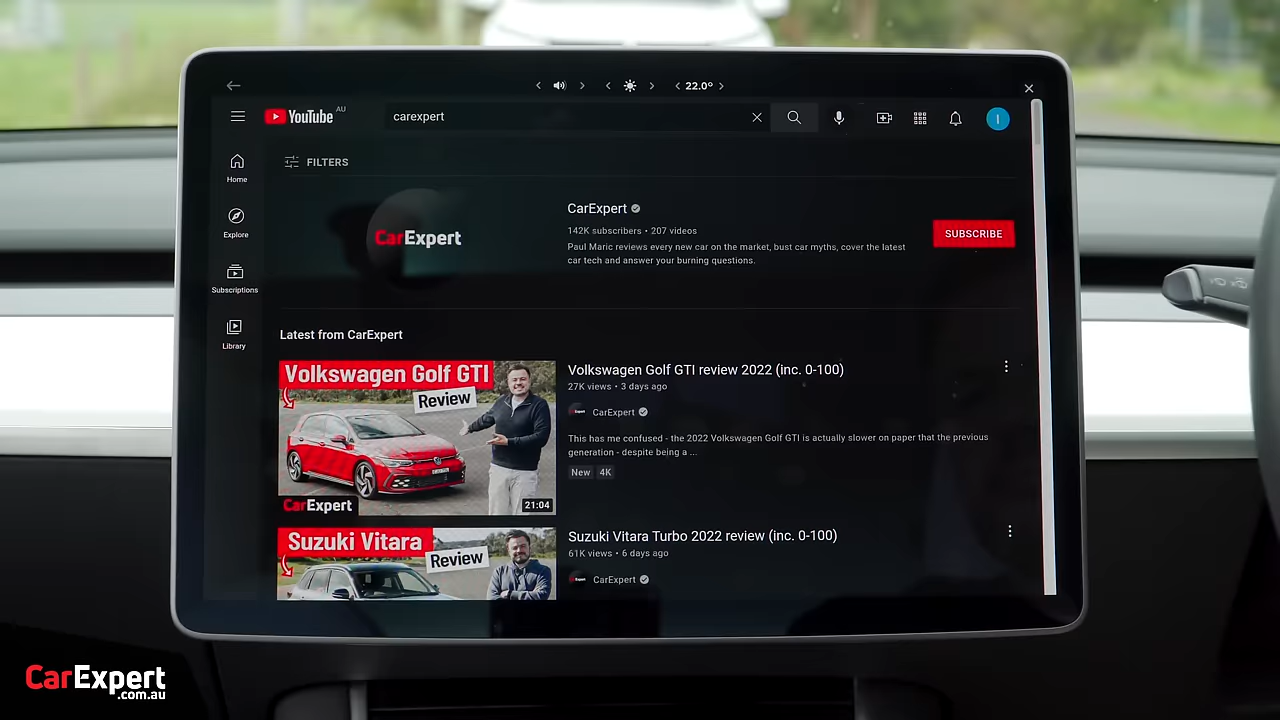 22.0°
YouTube AU
carexpert
I
FILTERS
Home
Explore
Subscriptions
Library
CarExpert
CarExpert
142K subscribers • 207 videos
Paul Maric reviews every new car on the market, bust car myths, cover the latest
car tech and answer your burning questions.
SUBSCRIBE
Latest from CarExpert
Volkswagen Golf GTI
Review
CarExpert
21:04
Volkswagen Golf GTI review 2022 (inc. 0-100)
27K views • 3 days ago
CarExpert
This has me confused - the 2022 Volkswagen Golf GTI is actually slower on paper that the previous
generation - despite being a ...
New 4K
Suzuki Vitara
Review
Suzuki Vitara Turbo 2022 review (inc. 0-100)
61K views • 6 days ago
CarExpert
CarExpert
.com.au